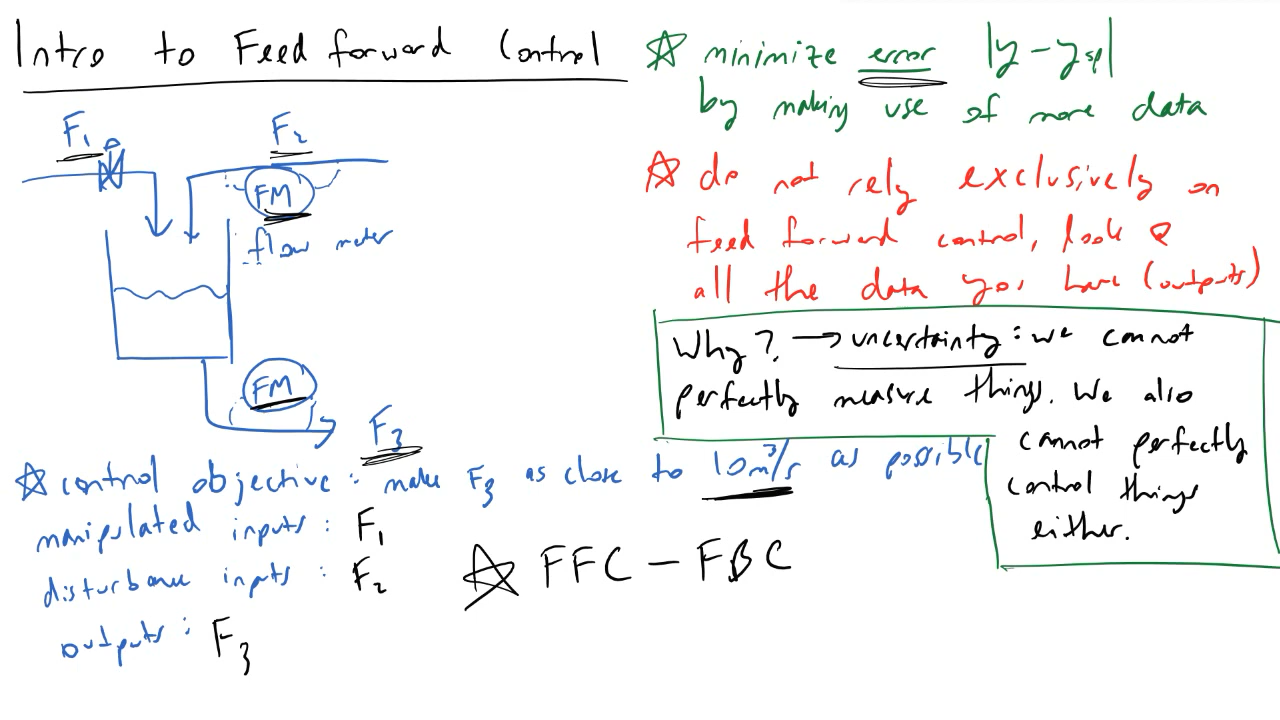 Intro to Feed forward Control
F1
F2
FM
flow meter
FM
F3
☆ control objective : make F3 as close to 10 m³/s as possible
manipulated inputs : F1
disturbance inputs : F2
outputs : F3
☆ FFC – FBC
☆ minimize error |y - ysp|
by making use of more data
☆ do not rely exclusively on
feed forward control, look @
all the data you have (outputs)
Why? → uncertainty : we cannot
perfectly measure things. We also
cannot perfectly
control things
either.